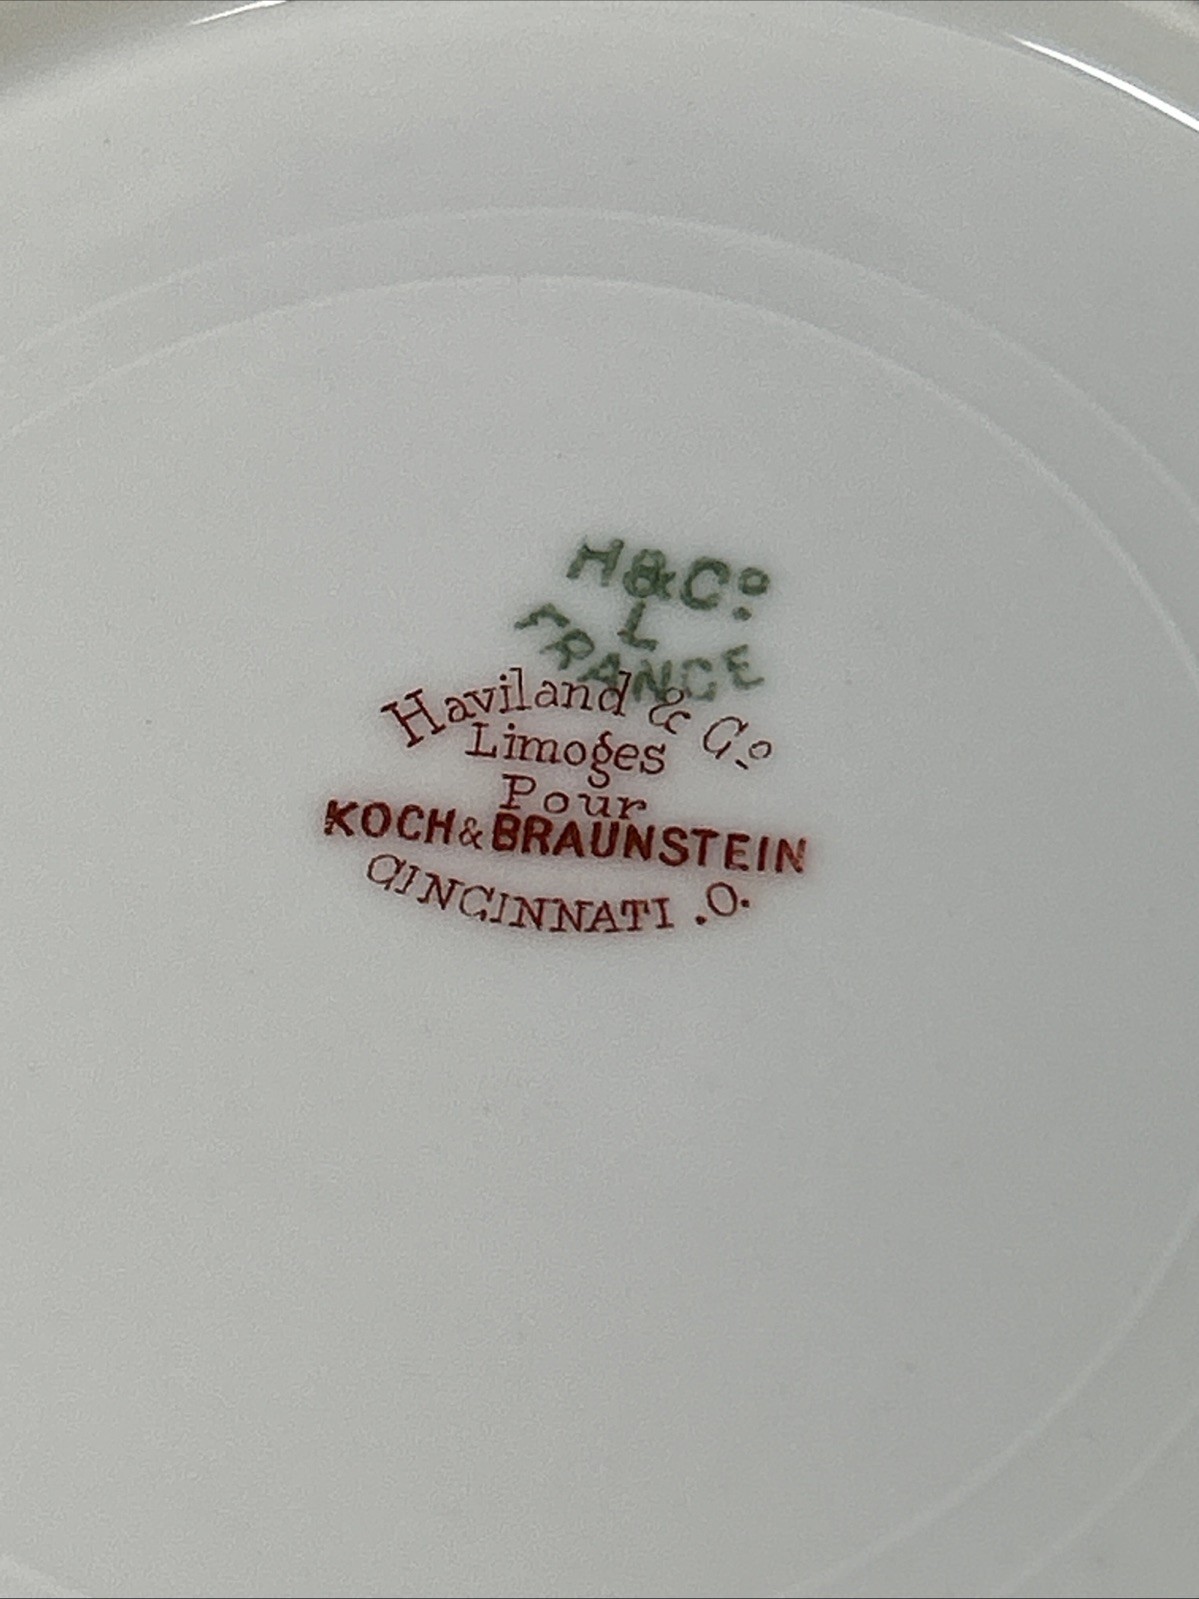 H&Cº
L
FRANCE
Haviland & Cº
Limoges
Pour
KOCH & BRAUNSTEIN
CINCINNATI .O.